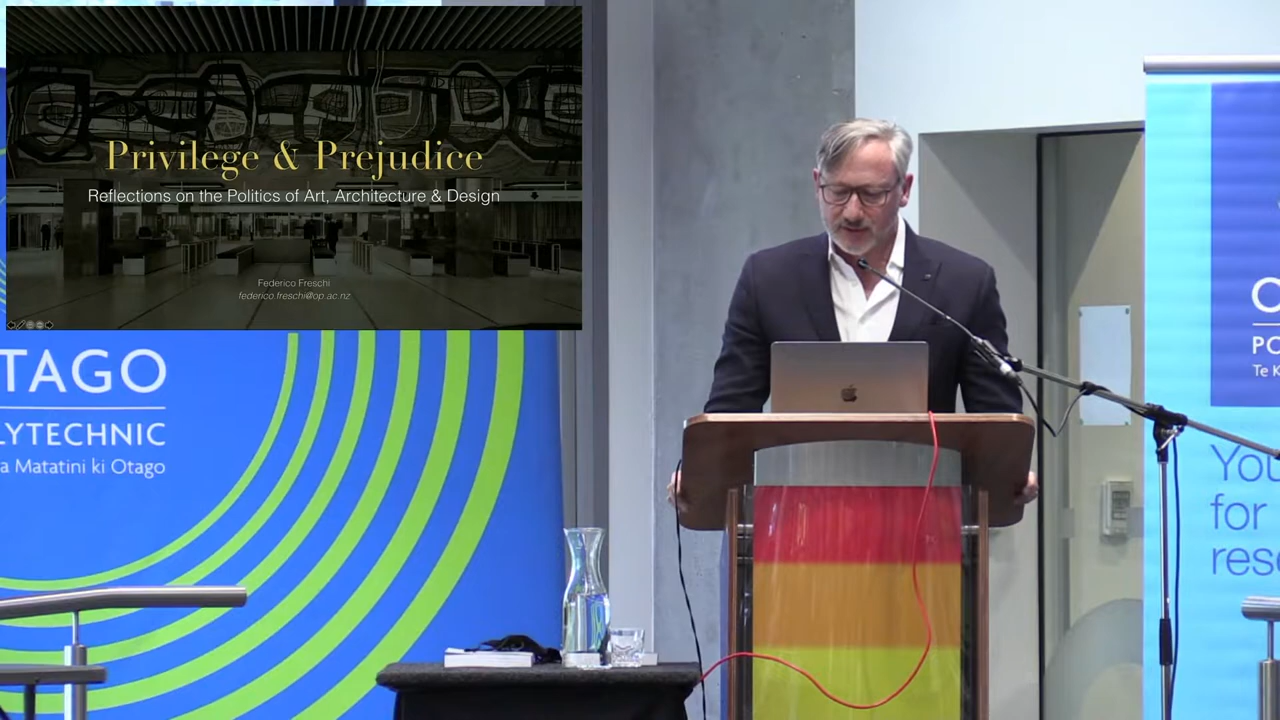 Privilege & Prejudice
Reflections on the Politics of Art, Architecture & Design
Federico Freschi
federico.freschi@op.ac.nz
TAGO
LYTECHNIC
a Matatini ki Otago
O
PO
Te K
You
for
rese